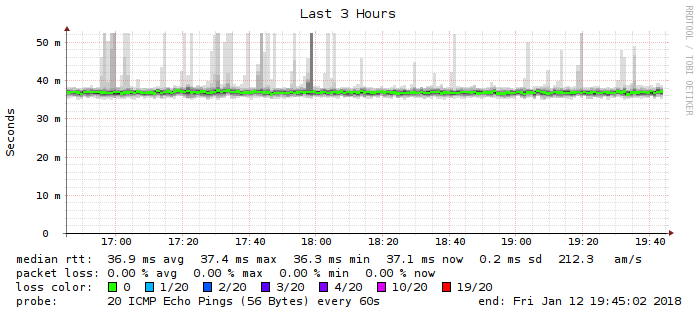 Last 3 Hours
RRDTOOL / TOBI OETIKER
Seconds
50 m
40 m
30 m
20 m
10 m
0
17:00 17:20 17:40 18:00 18:20 18:40 19:00 19:20 19:40
median rtt: 36.9 ms avg 37.4 ms max 36.3 ms min 37.1 ms now 0.2 ms sd 212.3 am/s
packet loss: 0.00 % avg 0.00 % max 0.00 % min 0.00 % now
loss color: 0 1/20 2/20 3/20 4/20 10/20 19/20
probe: 20 ICMP Echo Pings (56 Bytes) every 60s end: Fri Jan 12 19:45:02 2018